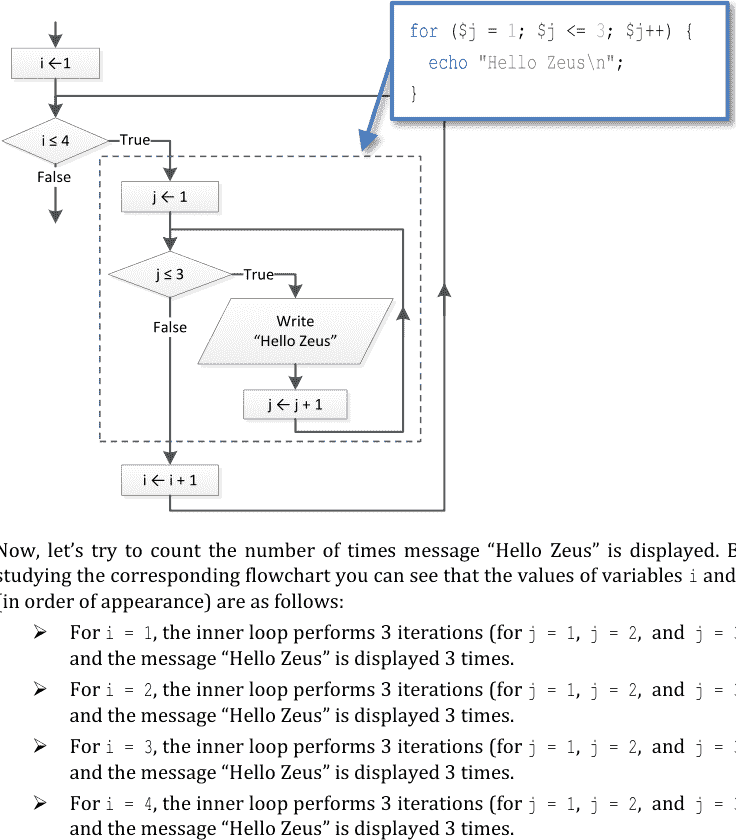 for ($j = 1; $j <= 3; $j++) {
echo "Hello Zeus\n";
}
i ← 1
i ≤ 4
True
False
j ← 1
j ≤ 3
True
False
Write
“Hello Zeus”
j ← j + 1
i ← i + 1
Now, let’s try to count the number of times message “Hello Zeus” is displayed.
studying the corresponding flowchart you can see that the values of variables i and
(in order of appearance) are as follows:
➢ For i = 1, the inner loop performs 3 iterations (for j = 1, j = 2, and j =
and the message “Hello Zeus” is displayed 3 times.
➢ For i = 2, the inner loop performs 3 iterations (for j = 1, j = 2, and j =
and the message “Hello Zeus” is displayed 3 times.
➢ For i = 3, the inner loop performs 3 iterations (for j = 1, j = 2, and j =
and the message “Hello Zeus” is displayed 3 times.
➢ For i = 4, the inner loop performs 3 iterations (for j = 1, j = 2, and j =
and the message “Hello Zeus” is displayed 3 times.